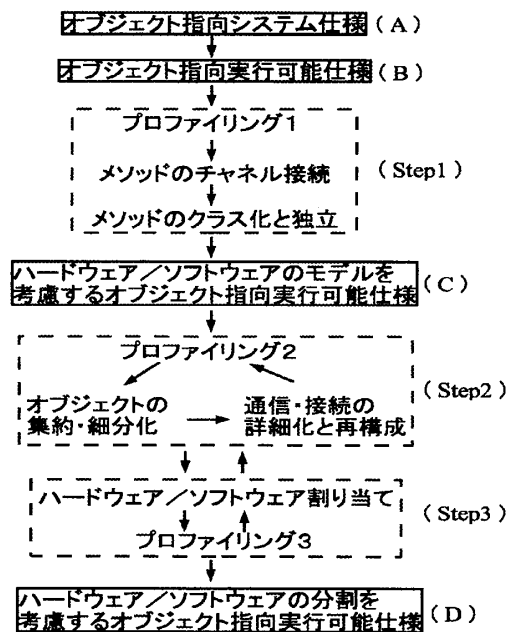 オブジェクト指向システム仕様 (A)
オブジェクト指向実行可能仕様 (B)
プロファイリング1
メソッドのチャネル接続
(Step1)
メソッドのクラス化と独立
ハードウェア/ソフトウェアのモデルを
考慮するオブジェクト指向実行可能仕様
(C)
プロファイリング2
オブジェクトの
集約・細分化
通信・接続の
詳細化と再構成
(Step2)
ハードウェア/ソフトウェア割り当て
プロファイリング3
(Step3)
ハードウェア/ソフトウェアの分割を
考慮するオブジェクト指向実行可能仕様
(D)